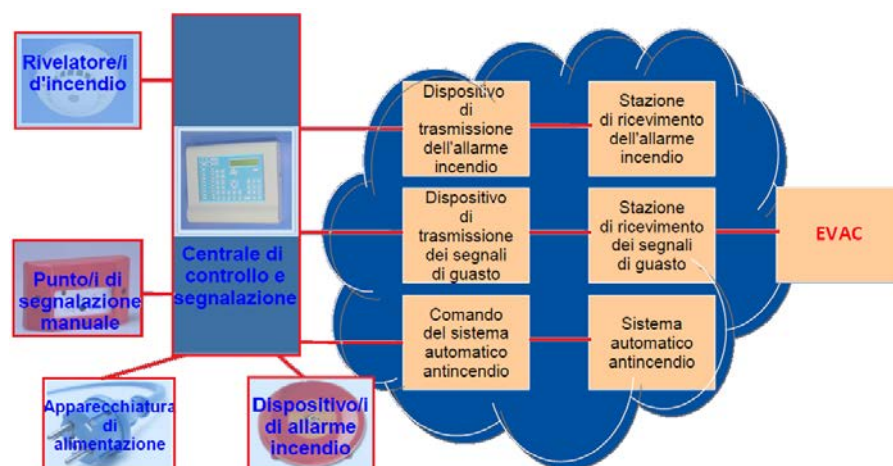 Rivelatore/i
d'incendio
Centrale di
controllo e
segnalazione
Punto/i di
segnalazione
manuale
Apparecchiatura
di
alimentazione
Dispositivo/i
di allarme
incendio
Dispositivo
di
trasmissione
dell'allarme
incendio
Stazione
di ricevimento
dell'allarme
incendio
Dispositivo
di
trasmissione
dei segnali
di guasto
Stazione
di ricevimento
dei segnali
di guasto
EVAC
Comando
del sistema
automatico
antincendio
Sistema
automatico
antincendio